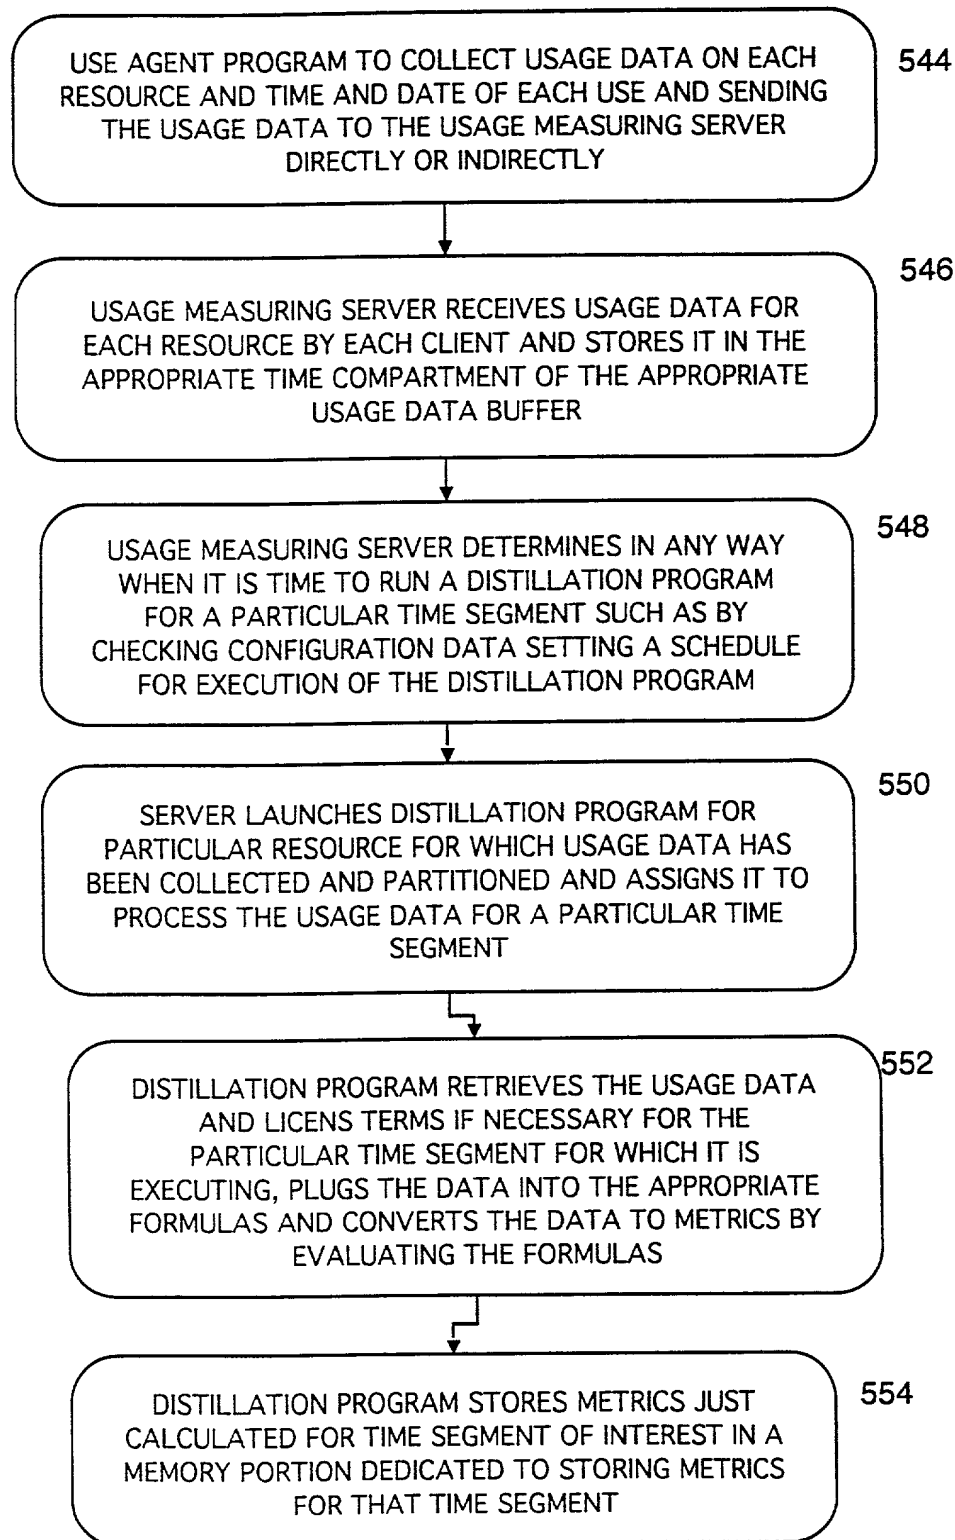 USE AGENT PROGRAM TO COLLECT USAGE DATA ON EACH
RESOURCE AND TIME AND DATE OF EACH USE AND SENDING
THE USAGE DATA TO THE USAGE MEASURING SERVER
DIRECTLY OR INDIRECTLY
544
USAGE MEASURING SERVER RECEIVES USAGE DATA FOR
EACH RESOURCE BY EACH CLIENT AND STORES IT IN THE
APPROPRIATE TIME COMPARTMENT OF THE APPROPRIATE
USAGE DATA BUFFER
546
USAGE MEASURING SERVER DETERMINES IN ANY WAY
WHEN IT IS TIME TO RUN A DISTILLATION PROGRAM
FOR A PARTICULAR TIME SEGMENT SUCH AS BY
CHECKING CONFIGURATION DATA SETTING A SCHEDULE
FOR EXECUTION OF THE DISTILLATION PROGRAM
548
SERVER LAUNCHES DISTILLATION PROGRAM FOR
PARTICULAR RESOURCE FOR WHICH USAGE DATA HAS
BEEN COLLECTED AND PARTITIONED AND ASSIGNS IT TO
PROCESS THE USAGE DATA FOR A PARTICULAR TIME
SEGMENT
550
DISTILLATION PROGRAM RETRIEVES THE USAGE DATA
AND LICENS TERMS IF NECESSARY FOR THE
PARTICULAR TIME SEGMENT FOR WHICH IT IS
EXECUTING, PLUGS THE DATA INTO THE APPROPRIATE
FORMULAS AND CONVERTS THE DATA TO METRICS BY
EVALUATING THE FORMULAS
552
DISTILLATION PROGRAM STORES METRICS JUST
CALCULATED FOR TIME SEGMENT OF INTEREST IN A
MEMORY PORTION DEDICATED TO STORING METRICS
FOR THAT TIME SEGMENT
554